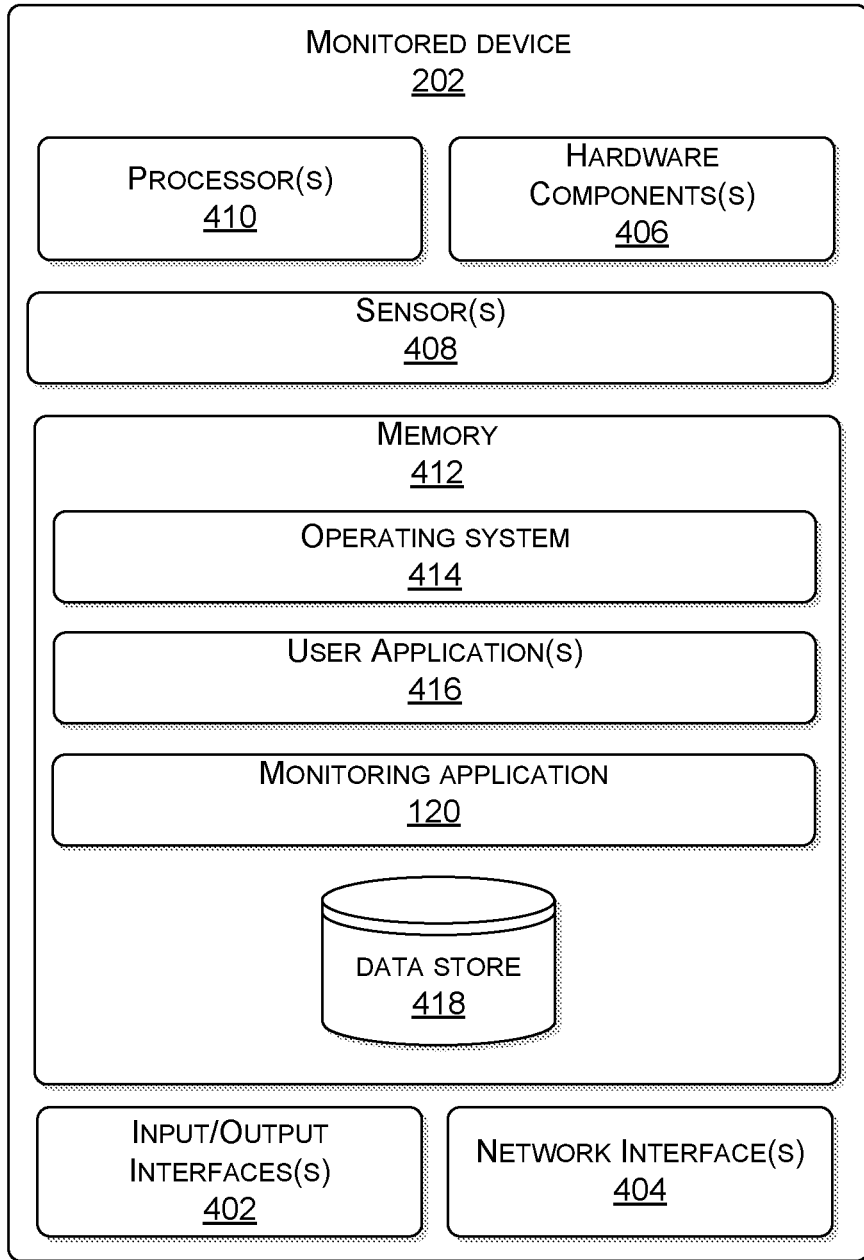 MONITORED DEVICE
202
PROCESSOR(S)
410
HARDWARE
COMPONENTS(S)
406
SENSOR(S)
408
MEMORY
412
OPERATING SYSTEM
414
USER APPLICATION(S)
416
MONITORING APPLICATION
120
DATA STORE
418
INPUT/OUTPUT
INTERFACES(S)
402
NETWORK INTERFACE(S)
404